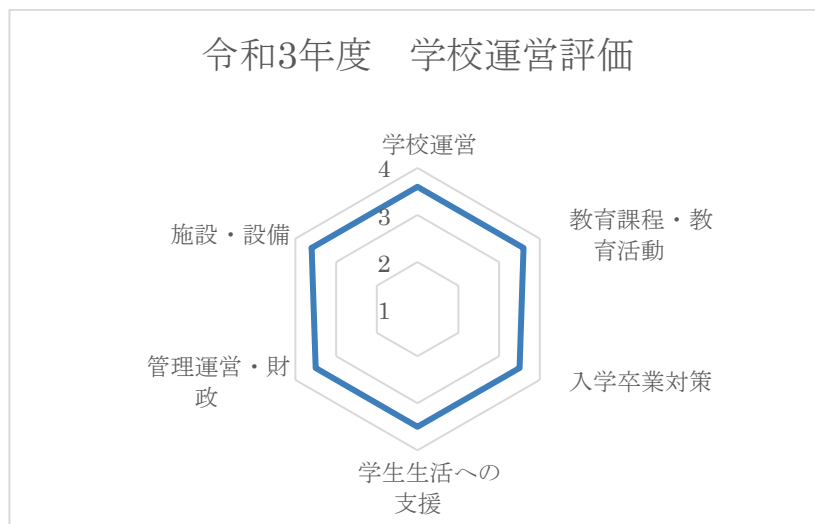 令和3年度　学校運営評価
学校運営
4
3
2
1
教育課程・教
育活動
入学卒業対策
学生生活への
支援
管理運営・財
政
施設・設備